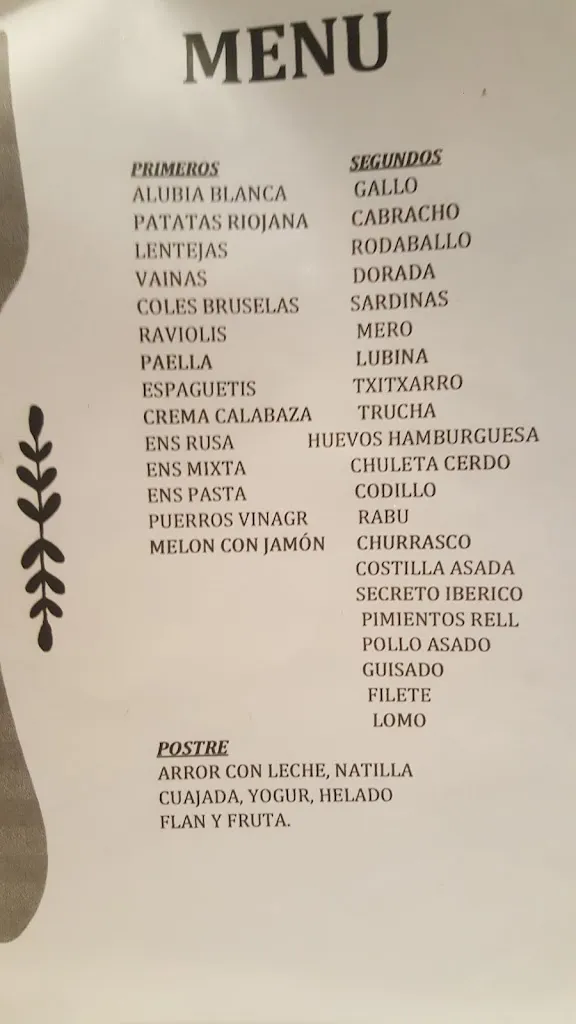 MENU
PRIMEROS
ALUBIA BLANCA
PATATAS RIOJANA
LENTEJAS
VAINAS
COLES BRUSELAS
RAVIOLIS
PAELLA
ESPAGUETIS
CREMA CALABAZA
ENS RUSA
ENS MIXTA
ENS PASTA
PUERROS VINAGR
MELON CON JAMÓN
SEGUNDOS
GALLO
CABRACHO
RODABALLO
DORADA
SARDINAS
MERO
LUBINA
TXITXARRO
TRUCHA
HUEVOS HAMBURGUESA
CHULETA CERDO
CODILLO
RABU
CHURRASCO
COSTILLA ASADA
SECRETO IBERICO
PIMIENTOS RELL
POLLO ASADO
GUISADO
FILETE
LOMO
POSTRE
ARROR CON LECHE, NATILLA
CUAJADA, YOGUR, HELADO
FLAN Y FRUTA.